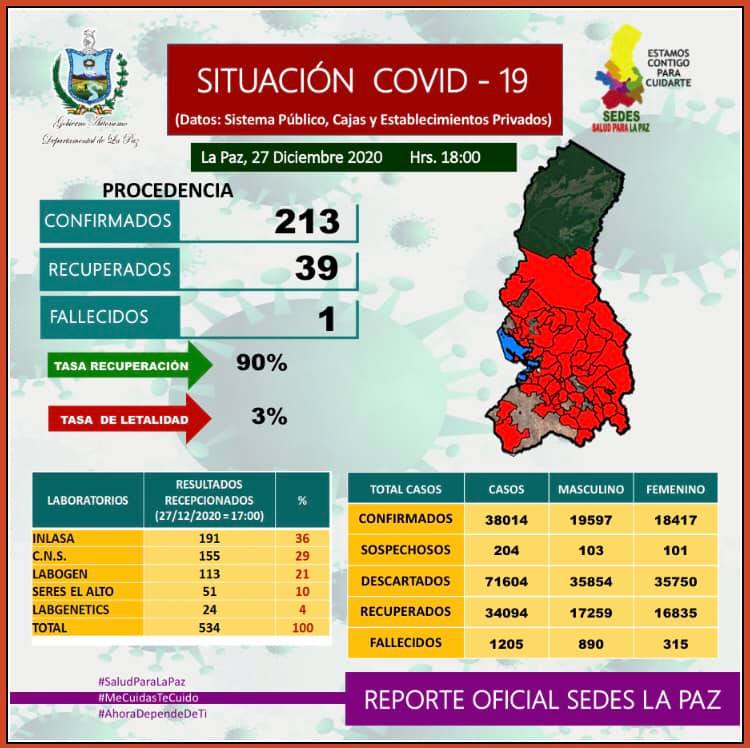 Gobierno Autónomo
Departamental de La Paz
SITUACIÓN COVID - 19
(Datos: Sistema Público, Cajas y Establecimientos Privados)
ESTAMOS
CONTIGO
PARA
CUIDARTE
SEDES
SALUD PARA LA PAZ
La Paz, 27 Diciembre 2020 Hrs. 18:00
PROCEDENCIA
CONFIRMADOS 213
RECUPERADOS 39
FALLECIDOS 1
TASA RECUPERACIÓN 90%
TASA DE LETALIDAD 3%
LABORATORIOS RESULTADOS RECEPCIONADOS (27/12/2020 = 17:00) %
INLASA 191 36
C.N.S. 155 29
LABOGEN 113 21
SERES EL ALTO 51 10
LABGENETICS 24 4
TOTAL 534 100
TOTAL CASOS CASOS MASCULINO FEMENINO
CONFIRMADOS 38014 19597 18417
SOSPECHOSOS 204 103 101
DESCARTADOS 71604 35854 35750
RECUPERADOS 34094 17259 16835
FALLECIDOS 1205 890 315
#SaludParaLaPaz
#MeCuidasTeCuido
#AhoraDependeDeTi
REPORTE OFICIAL SEDES LA PAZ